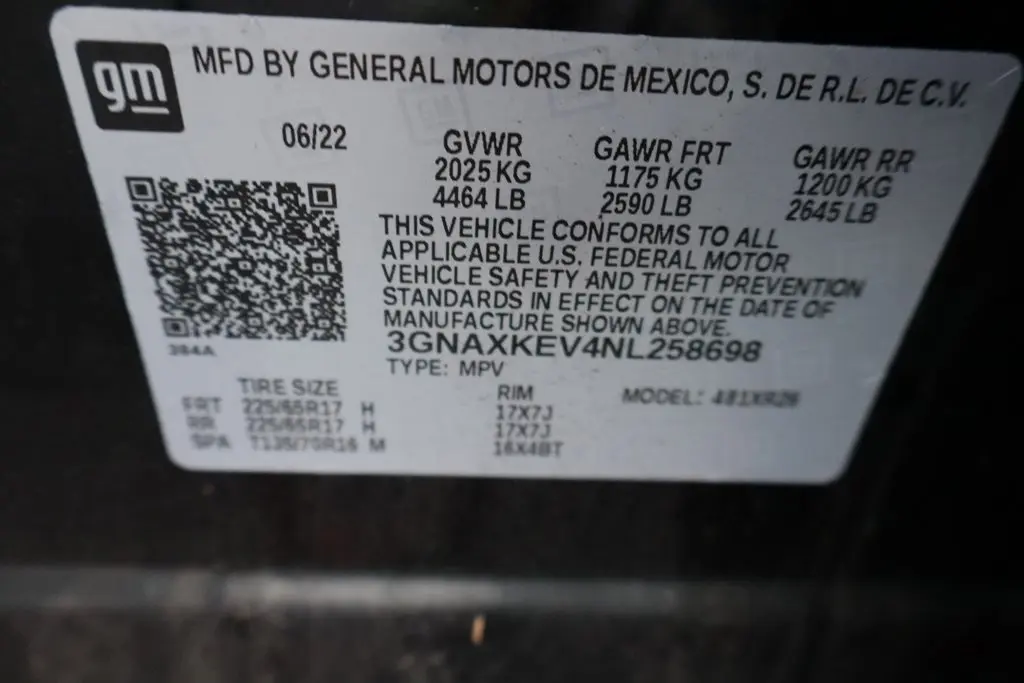 gm
MFD BY GENERAL MOTORS DE MEXICO, S. DE R.L. DE C.V.
06/22 GVWR GAWR FRT GAWR RR
2025 KG 1175 KG 1200 KG
4464 LB 2590 LB 2645 LB
THIS VEHICLE CONFORMS TO ALL
APPLICABLE U.S. FEDERAL MOTOR
VEHICLE SAFETY AND THEFT PREVENTION
STANDARDS IN EFFECT ON THE DATE OF
MANUFACTURE SHOWN ABOVE.
384A 3GNAXKEV4NL258698
TYPE: MPV
TIRE SIZE RIM MODEL:
FRT 225/65R17 H 17X7J
RR 225/65R17 H 17X7J
SPA T135/70R16 M 16X4BT